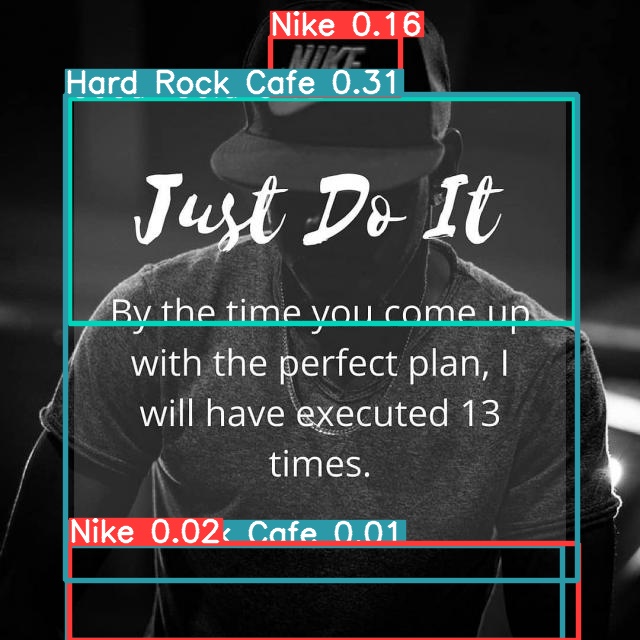 Nike 0.16
NIKE
Hard Rock Cafe 0.31
Just Do It
By the time you come up
with the perfect plan, I
will have executed 13
times.
Nike 0.02
Cafe 0.01